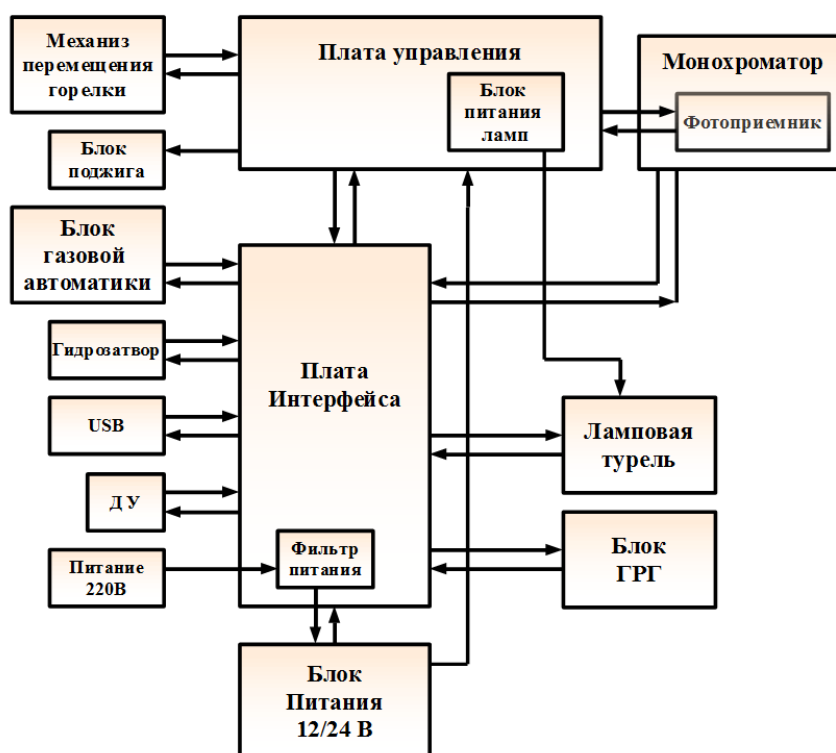 Механиз
перемещения
горелки
Плата управления
Блок
питания
ламп
Монохроматор
Фотоприемник
Блок
поджига
Блок
газовой
автоматики
Гидрозатвор
Плата
Интерфейса
USB
Ламповая
турель
ДУ
Фильтр
питания
Питание
220В
Блок
ГРГ
Блок
Питания
12/24 В